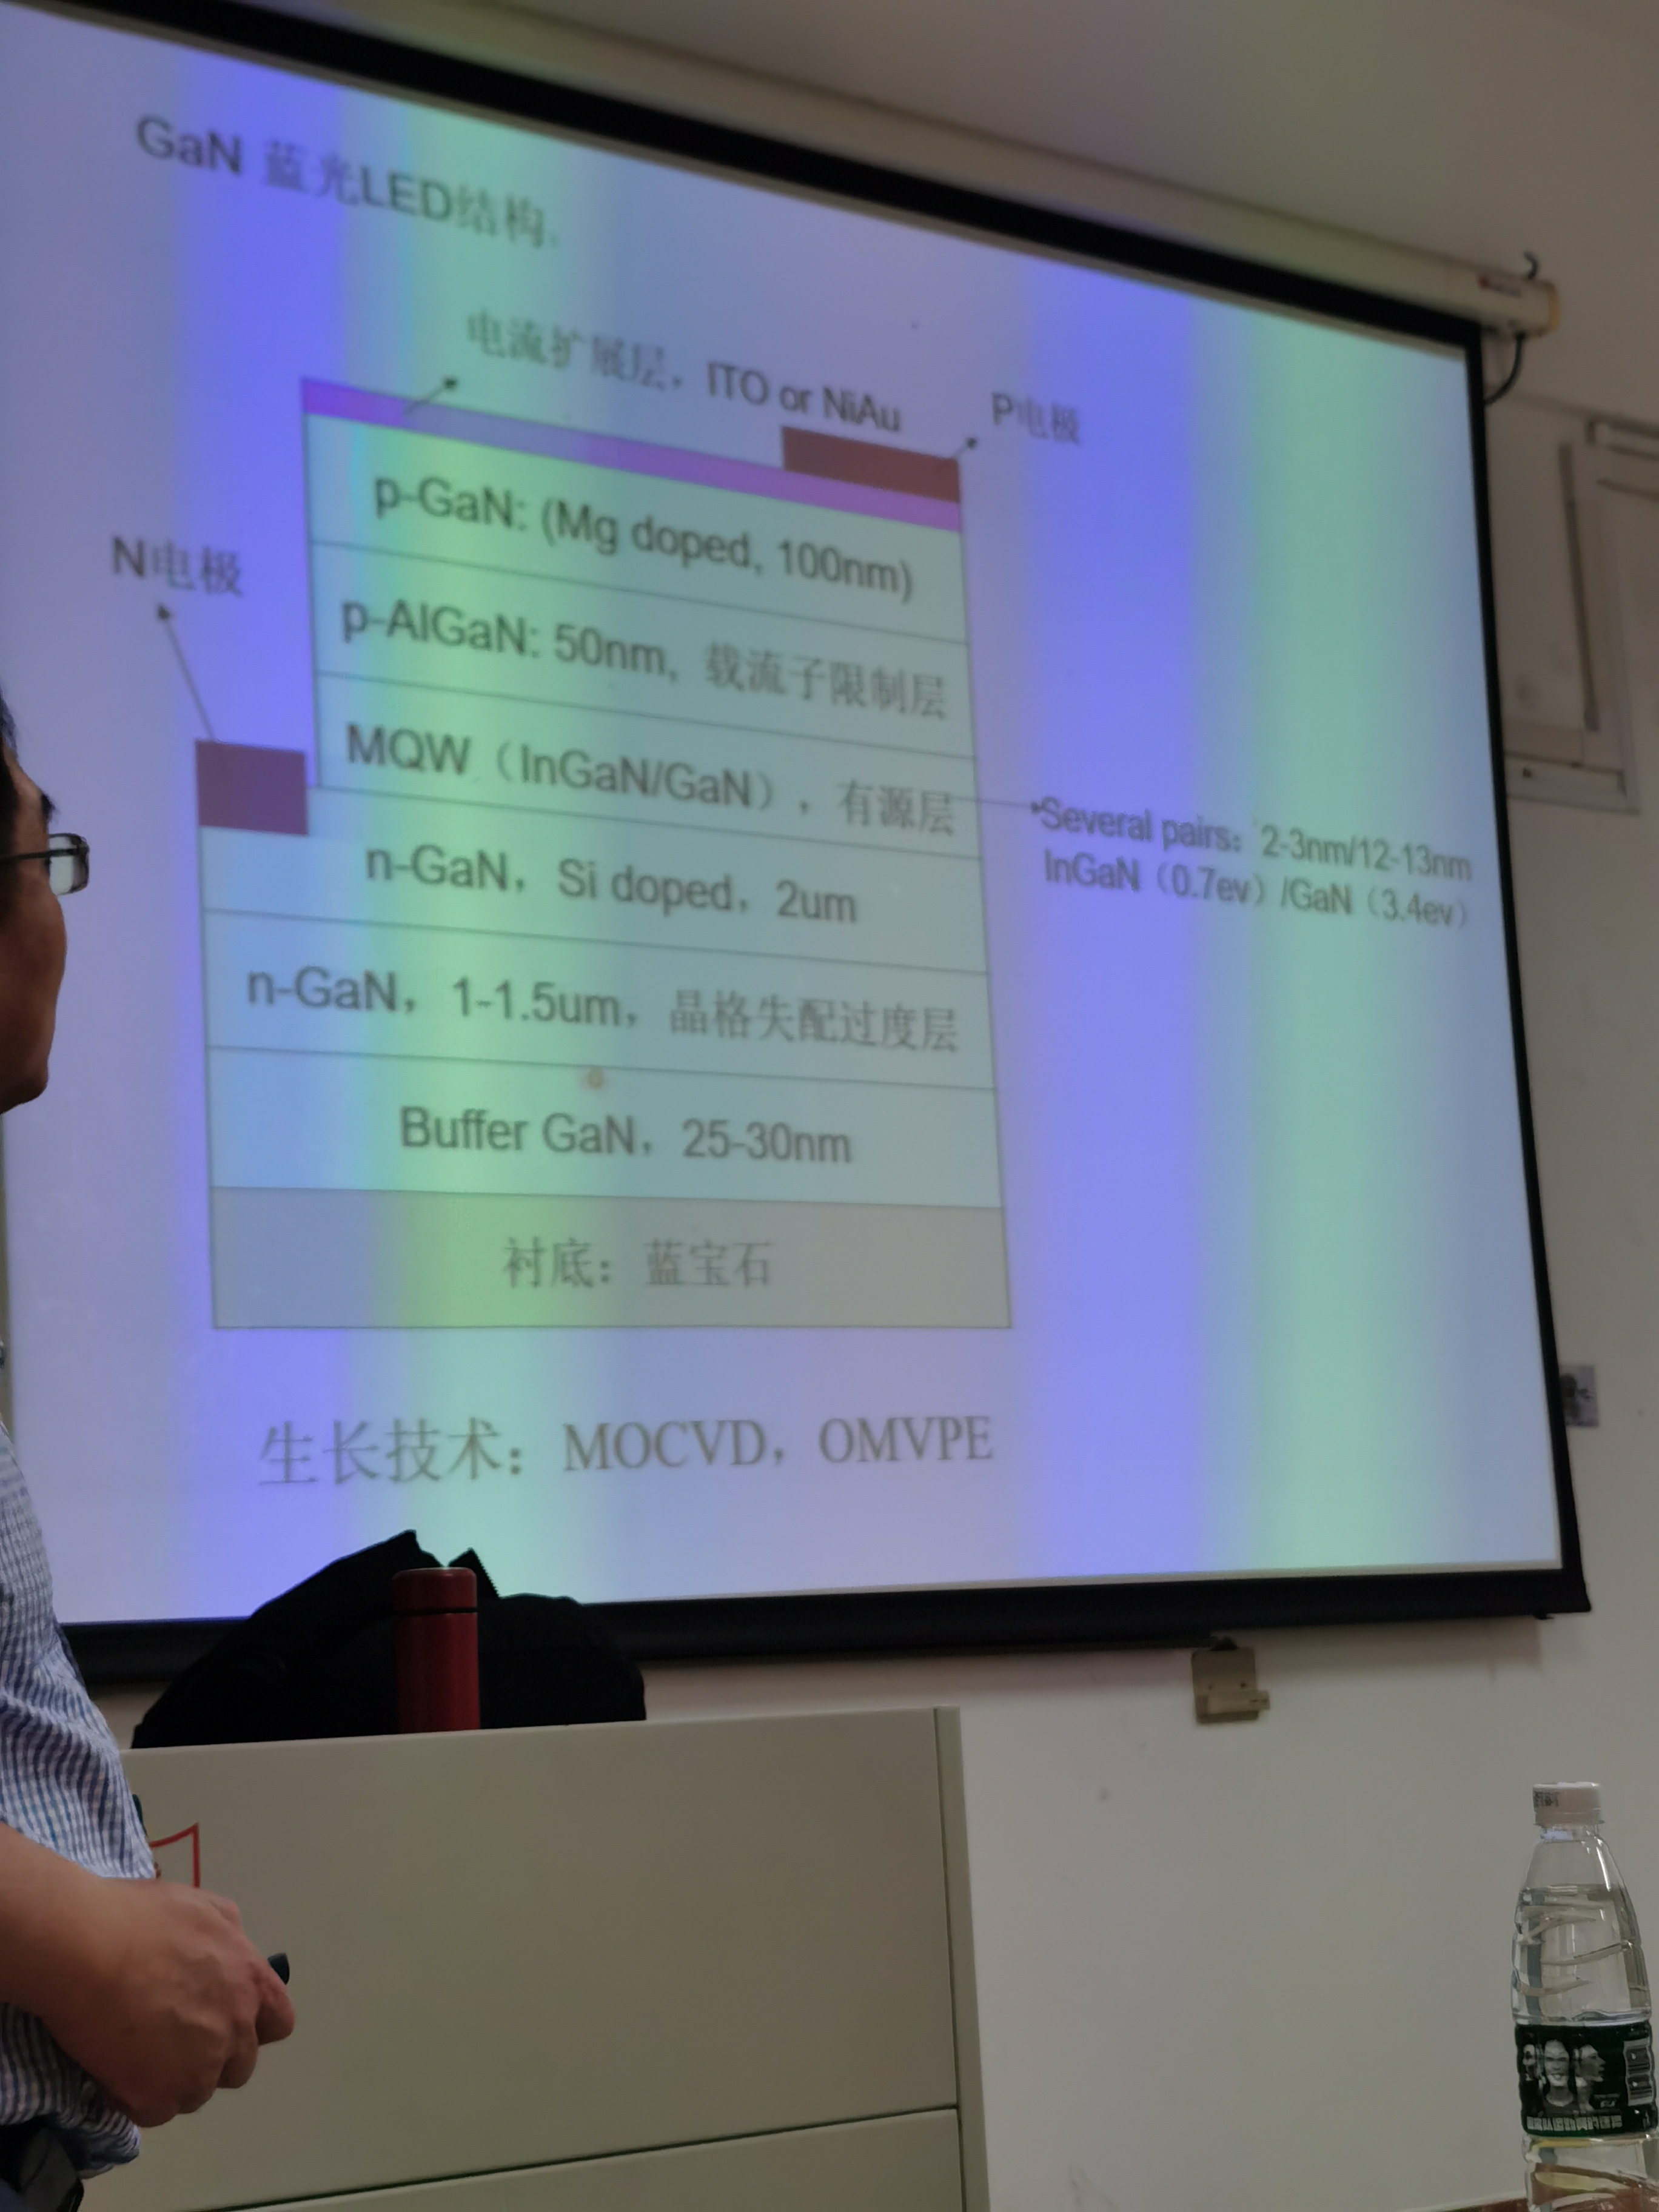 GaN 蓝光LED结构.
电流扩展层，ITO or NiAu
P电极
p-GaN: (Mg doped, 100nm)
N电极
p-AlGaN: 50nm, 载流子限制层
MQW（InGaN/GaN），有源层
Several pairs：2-3nm/12-13nm
InGaN（0.7ev）/GaN（3.4ev）
n-GaN，Si doped，2um
n-GaN，1-1.5um，晶格失配过度层
Buffer GaN，25-30nm
衬底：蓝宝石
生长技术：MOCVD，OMVPE